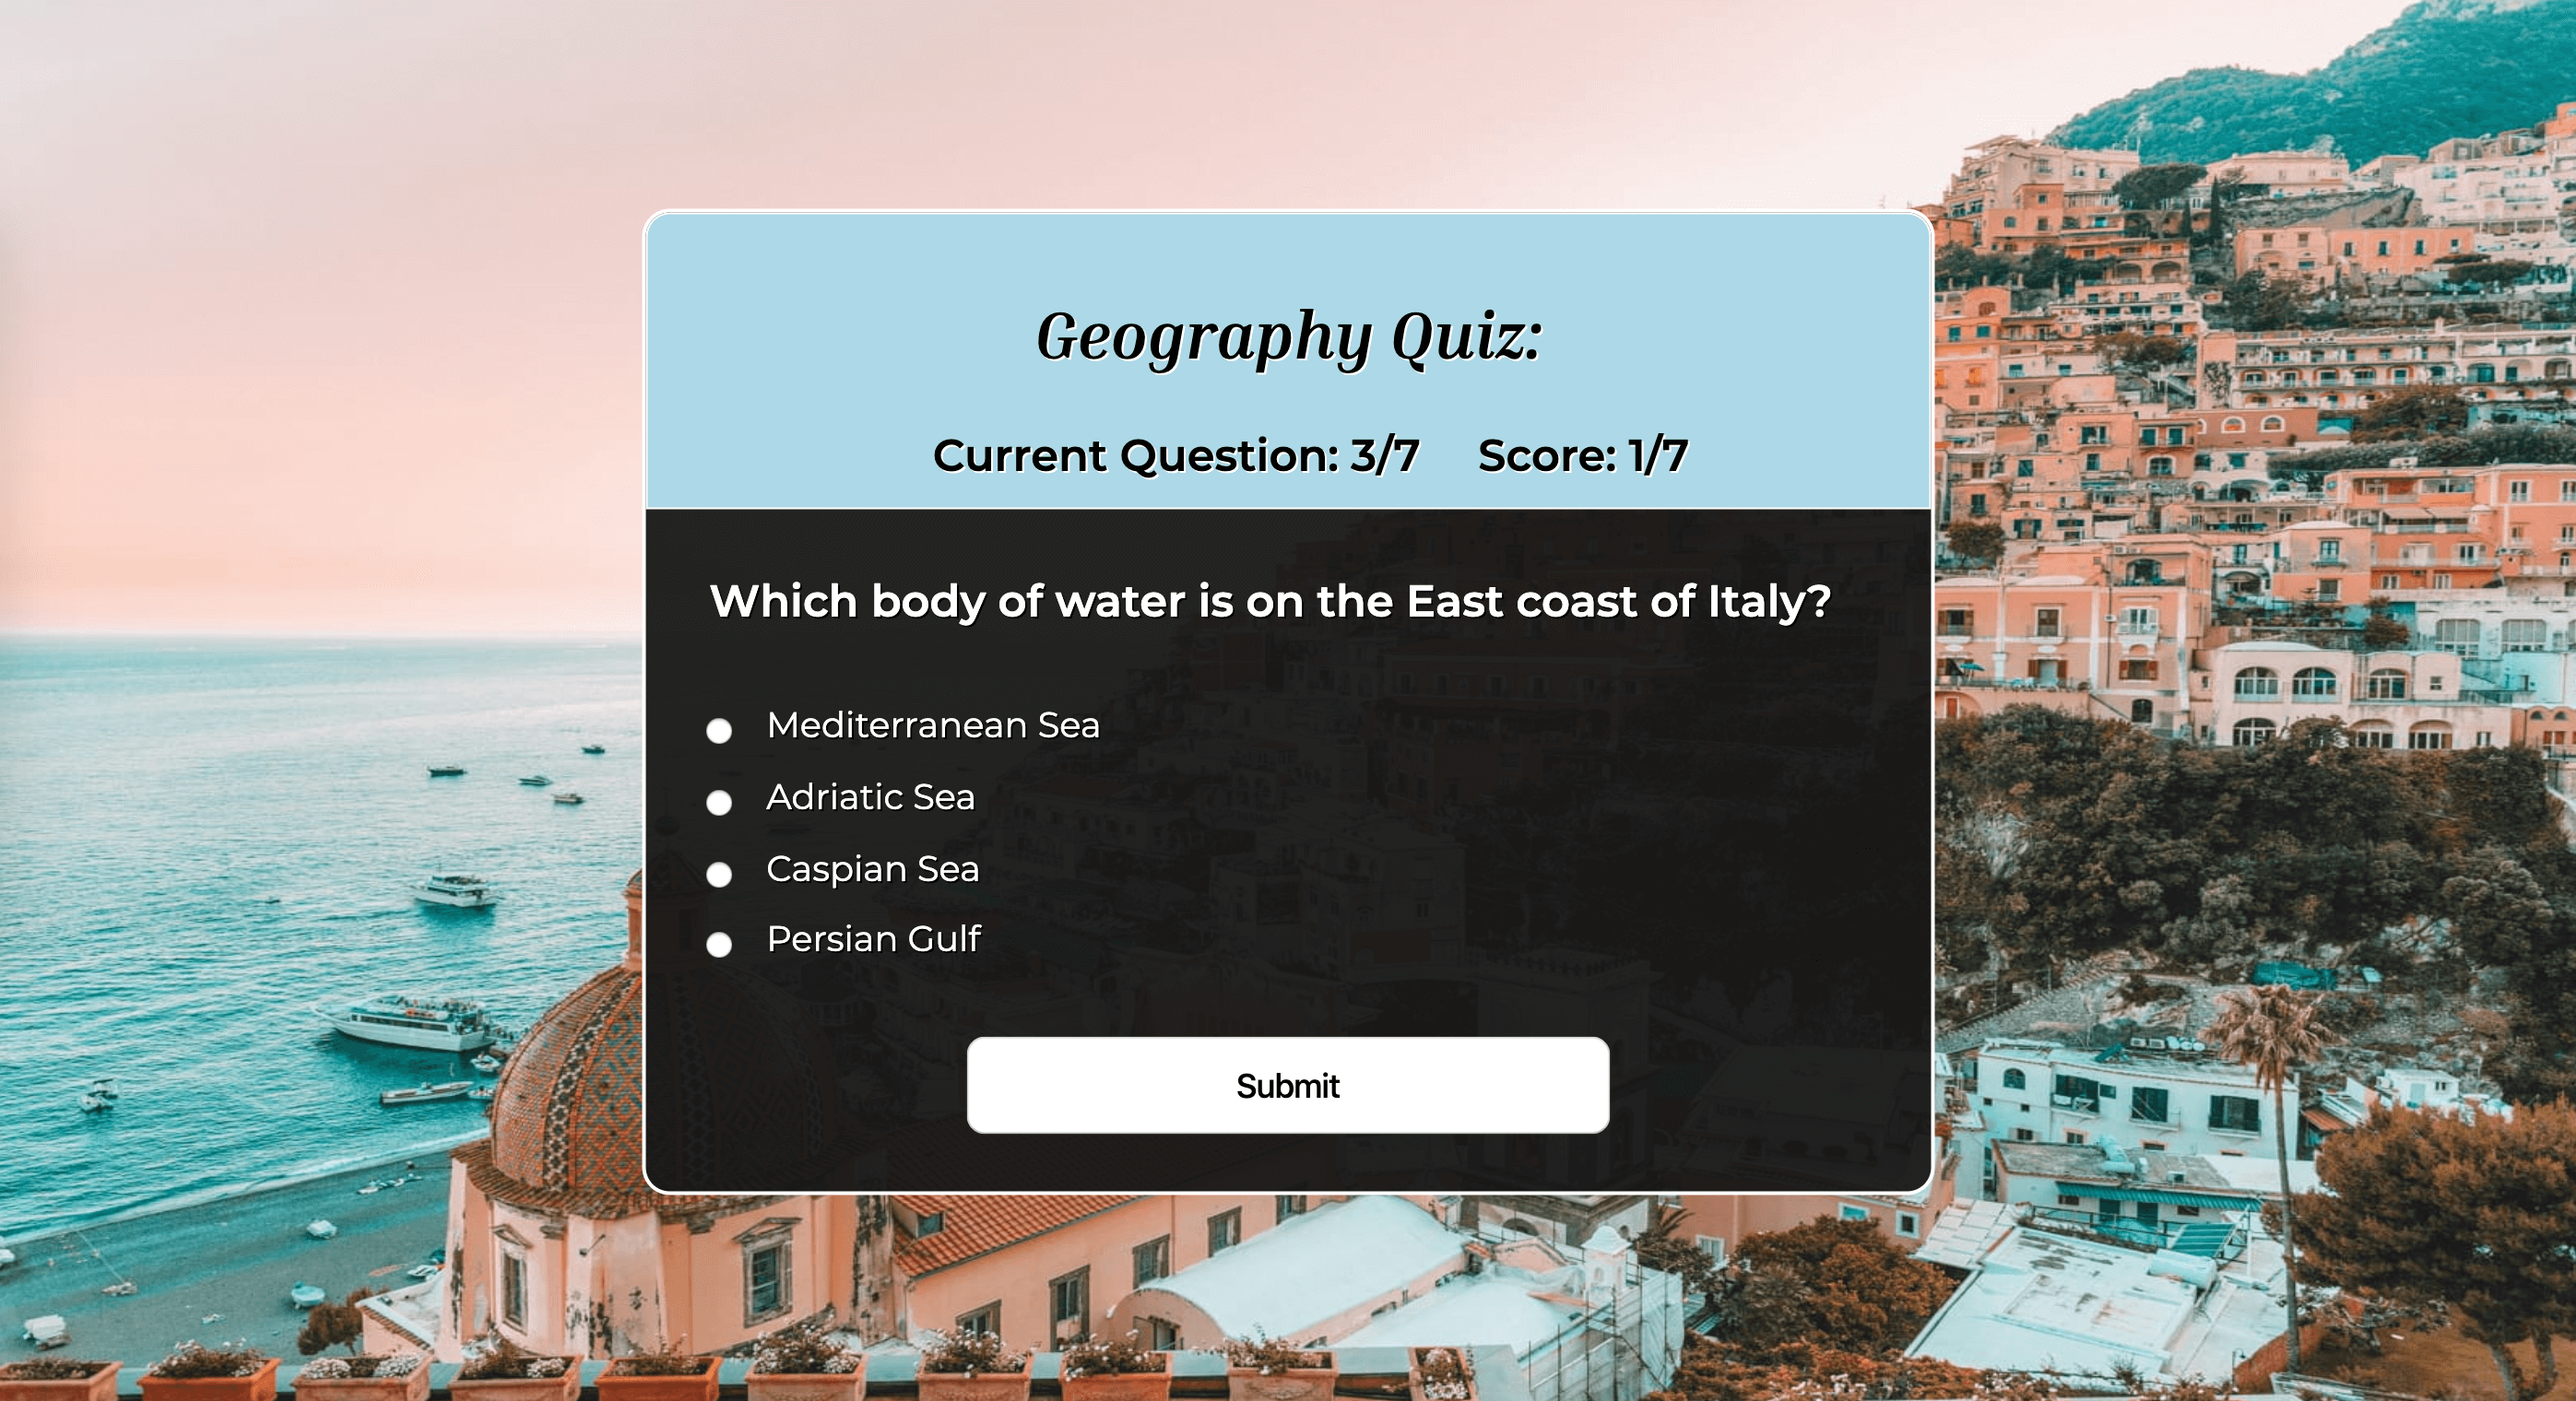 Geography Quiz:
Current Question: 3/7 Score: 1/7
Which body of water is on the East coast of Italy?
Mediterranean Sea
Adriatic Sea
Caspian Sea
Persian Gulf
Submit